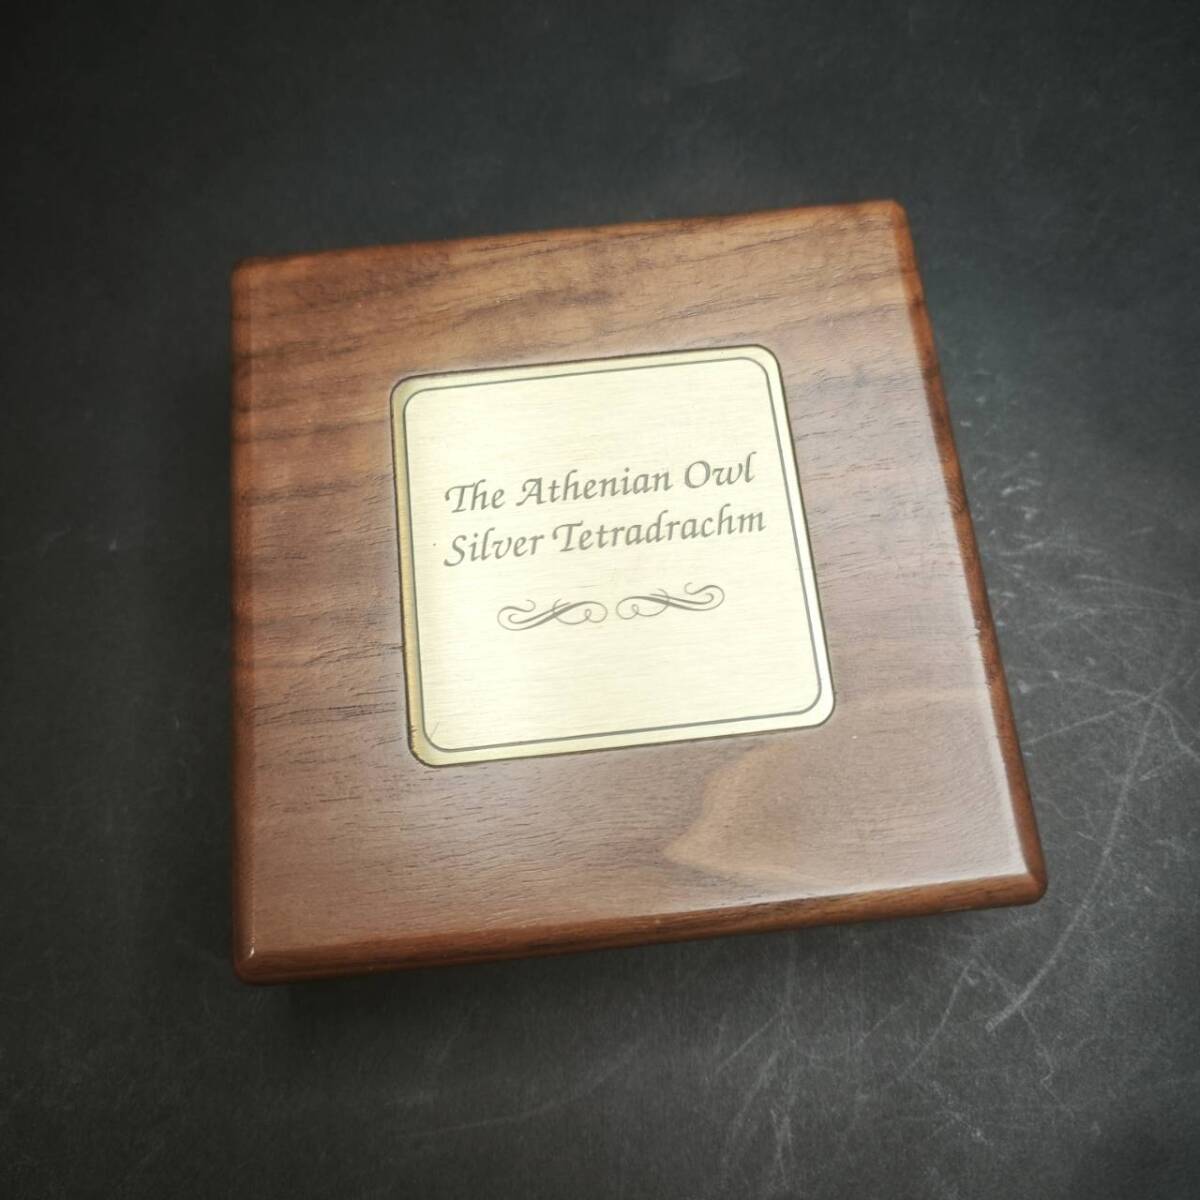 The Athenian Owl
Silver Tetradrachm